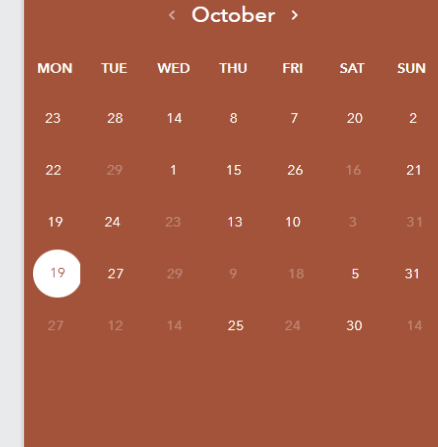 ‹ October ›
MON TUE WED THU FRI SAT SUN
23 28 14 8 7 20 2
22 29 1 15 26 16 21
19 24 23 13 10 3 31
19 27 29 9 18 5 31
27 12 14 25 24 30 14